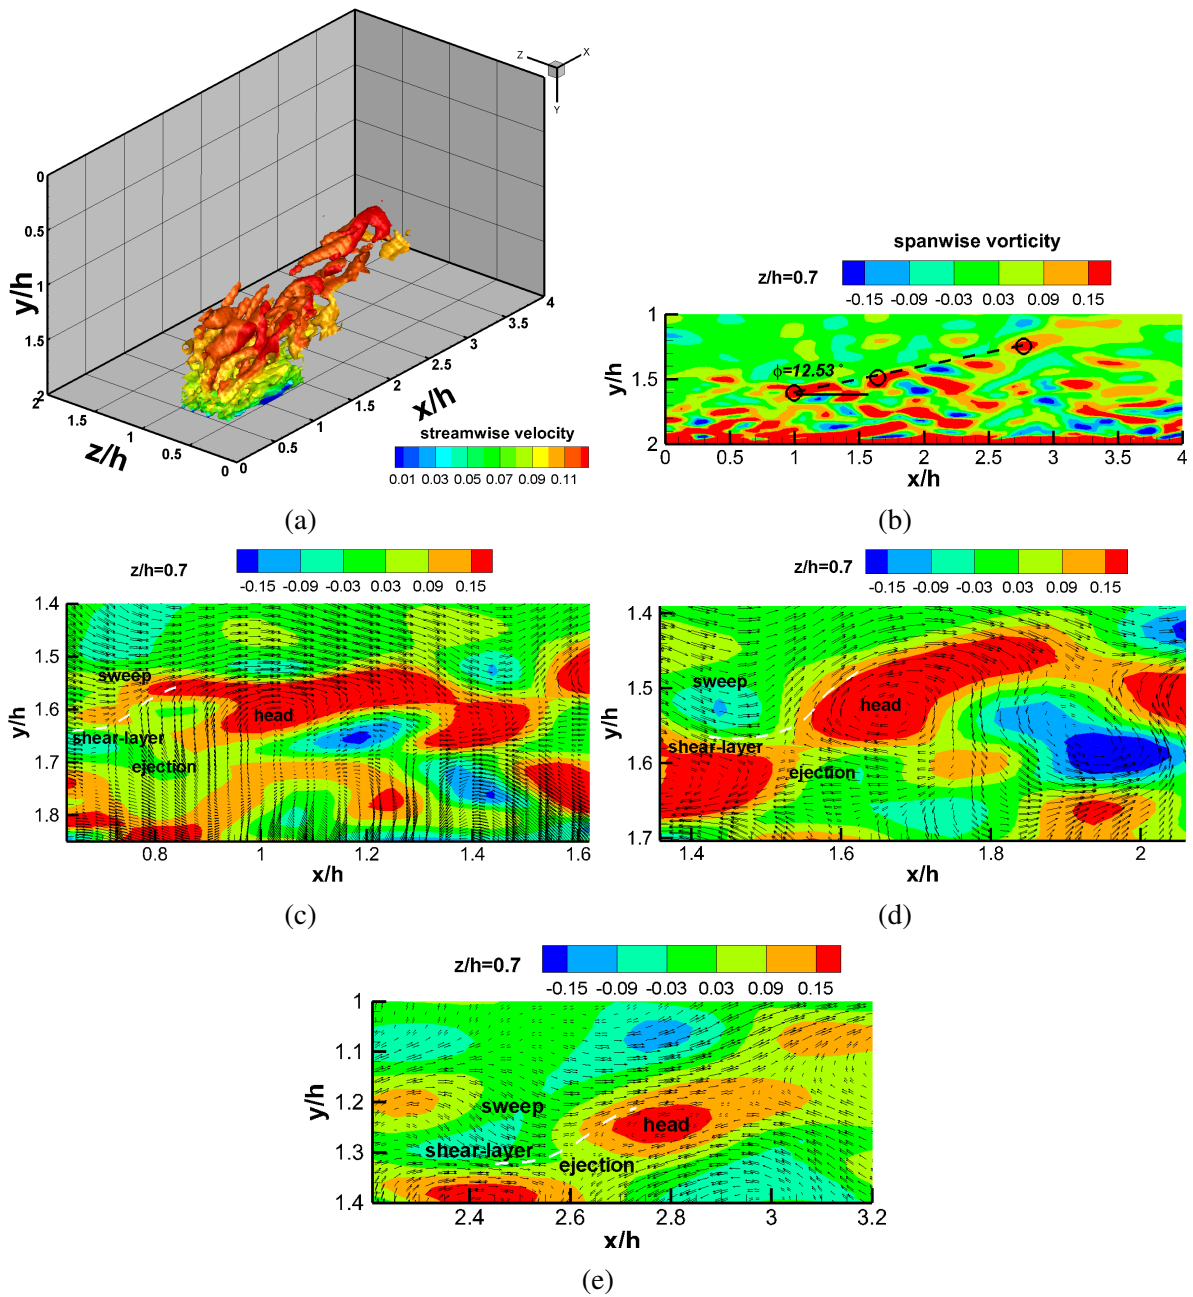 Z
X
Y
0
0.5
1
1.5
2
y/h
2
1.5
1
0.5
0
z/h
0
0.5
1
1.5
2
2.5
3
3.5
4
x/h
streamwise velocity
0.01 0.03 0.05 0.07 0.09 0.11
(a)
spanwise vorticity
z/h=0.7
-0.15 -0.09 -0.03 0.03 0.09 0.15
1
1.5
2
y/h
ϕ=12.53°
0 0.5 1 1.5 2 2.5 3 3.5 4
x/h
(b)
z/h=0.7
-0.15 -0.09 -0.03 0.03 0.09 0.15
1.4
1.5
1.6
1.7
1.8
y/h
sweep
head
shear-layer
ejection
0.8 1 1.2 1.4 1.6
x/h
(c)
z/h=0.7
-0.15 -0.09 -0.03 0.03 0.09 0.15
1.4
1.5
1.6
1.7
y/h
sweep
head
shear-layer
ejection
1.4 1.6 1.8 2
x/h
(d)
z/h=0.7
-0.15 -0.09 -0.03 0.03 0.09 0.15
1
1.1
1.2
1.3
1.4
y/h
sweep
head
shear-layer
ejection
2.4 2.6 2.8 3 3.2
x/h
(e)